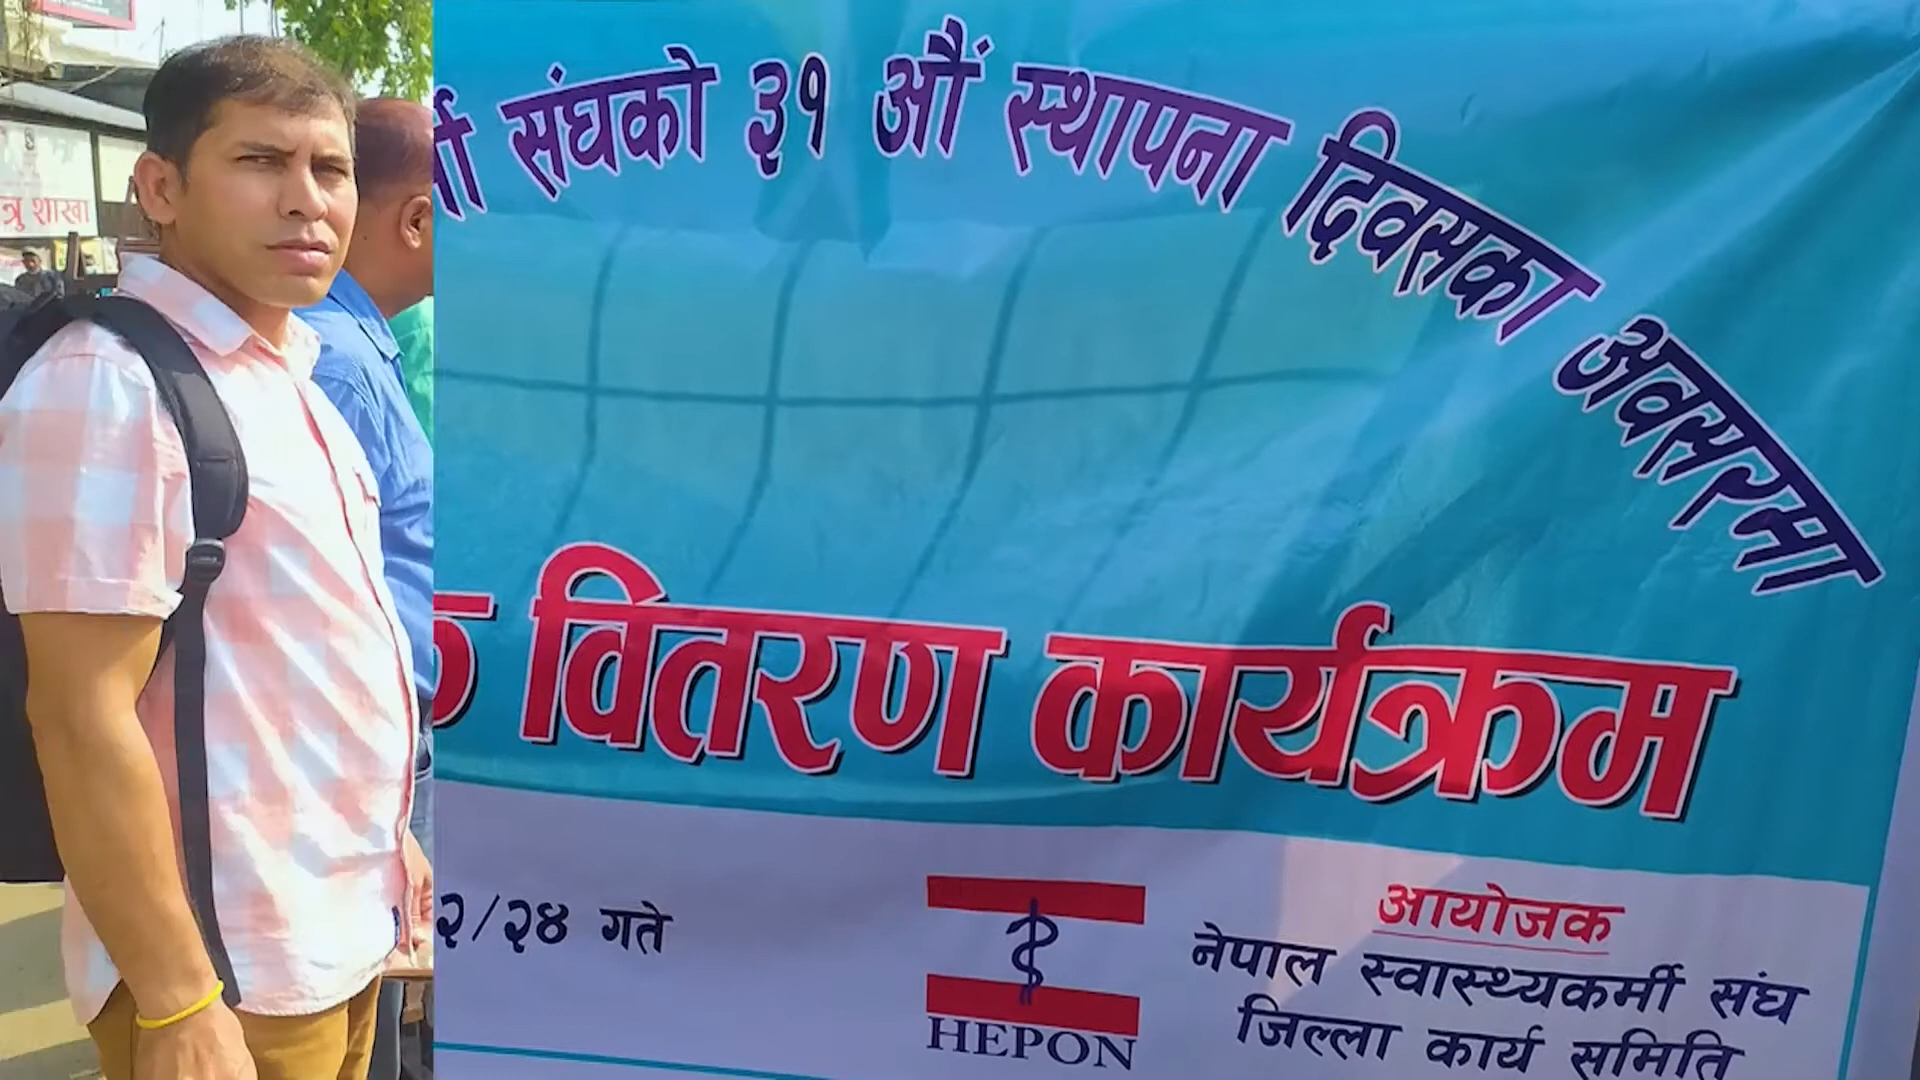 त्रु शाखा
र्मी संघको ३१ औं स्थापना दिवसका अवसरमा
वितरण कार्यक्रम
२/२४ गते
HEPON
आयोजक
नेपाल स्वास्थ्यकर्मी संघ
जिल्ला कार्य समिति